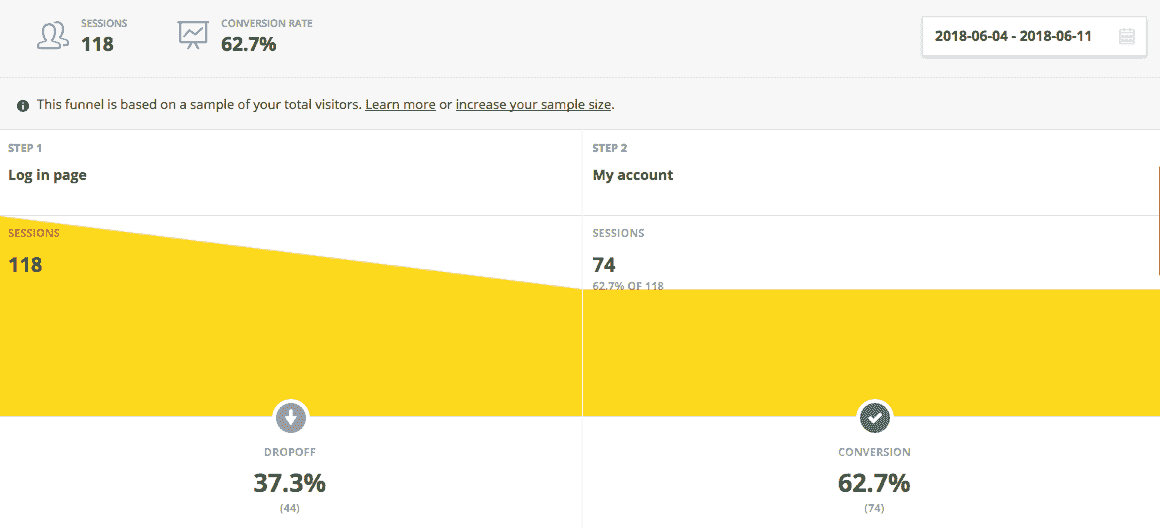 SESSIONS
118
CONVERSION RATE
62.7%
2018-06-04 - 2018-06-11
This funnel is based on a sample of your total visitors. Learn more or increase your sample size.
STEP 1
Log in page
SESSIONS
118
DROPOFF
37.3%
(44)
STEP 2
My account
SESSIONS
74
62.7% OF 118
CONVERSION
62.7%
(74)